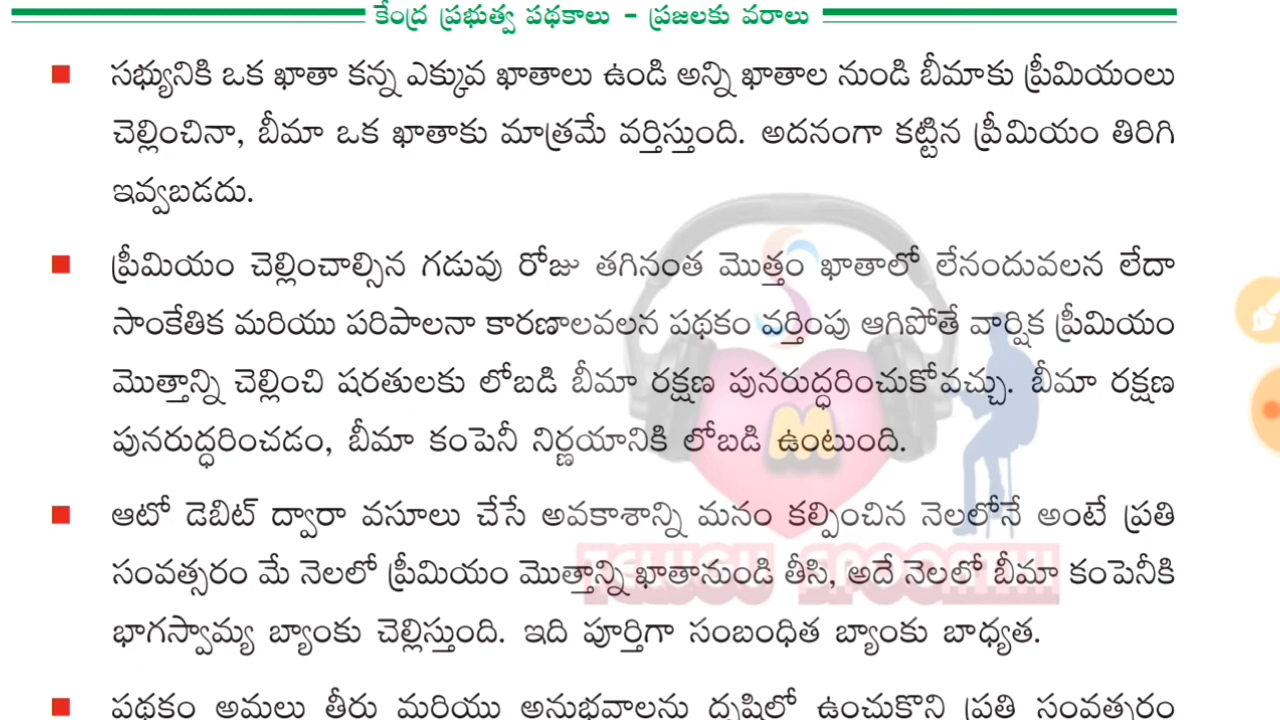 కేంద్ర ప్రభుత్వ పథకాలు - ప్రజలకు వరాలు
సభ్యునికి ఒక ఖాతా కన్న ఎక్కువ ఖాతాలు ఉండి అన్ని ఖాతాల నుండి బీమాకు ప్రీమియంలు
చెల్లించినా, బీమా ఒక ఖాతాకు మాత్రమే వర్తిస్తుంది. అదనంగా కట్టిన ప్రీమియం తిరిగి
ఇవ్వబడదు.
ప్రీమియం చెల్లించాల్సిన గడువు రోజు తగినంత మొత్తం ఖాతాలో లేనందువలన లేదా
సాంకేతిక మరియు పరిపాలనా కారణాలవలన పథకం వర్తింపు ఆగిపోతే వార్షిక ప్రీమియం
మొత్తాన్ని చెల్లించి షరతులకు లోబడి బీమా రక్షణ పునరుద్ధరించుకోవచ్చు. బీమా రక్షణ
పునరుద్ధరించడం, బీమా కంపెనీ నిర్ణయానికి లోబడి ఉంటుంది.
M
ఆటో డెబిట్ ద్వారా వసూలు చేసే అవకాశాన్ని మనం కల్పించిన నెలలోనే అంటే ప్రతి
సంవత్సరం మే నెలలో ప్రీమియం మొత్తాన్ని ఖాతానుండి తీసి, అదే నెలలో బీమా కంపెనీకి
TELUGU SPOORTHI
భాగస్వామ్య బ్యాంకు చెల్లిస్తుంది. ఇది పూర్తిగా సంబంధిత బ్యాంకు బాధ్యత.
పథకం అమలు తీరు మరియు అనుభవాలను దృష్టిలో ఉంచుకొని ప్రతి సంవత్సరం